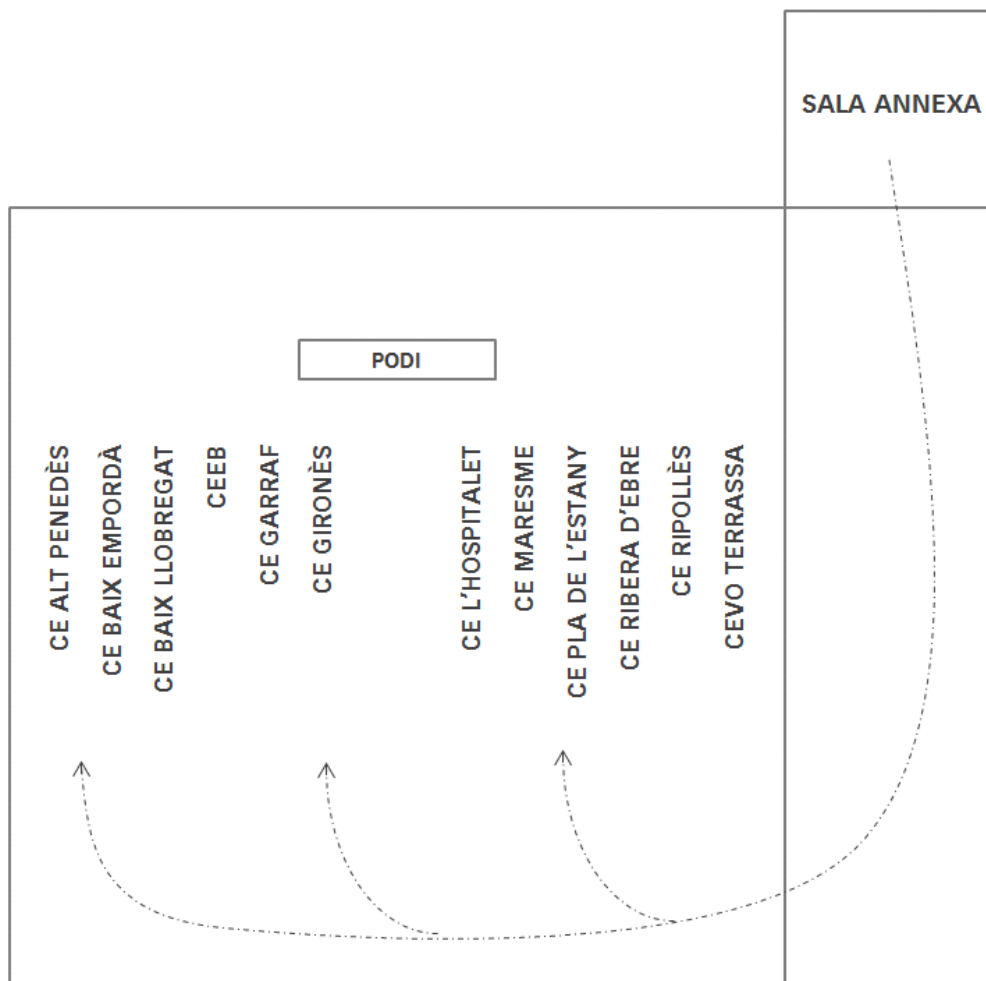 SALA ANNEXA
PODI
CE ALT PENEDÈS
CE BAIX EMPORDÀ
CE BAIX LLOBREGAT
CEEB
CE GARRAF
CE GIRONÈS
CE L'HOSPITALET
CE MARESME
CE PLA DE L'ESTANY
CE RIBERA D'EBRE
CE RIPOLLÈS
CEVO TERRASSA